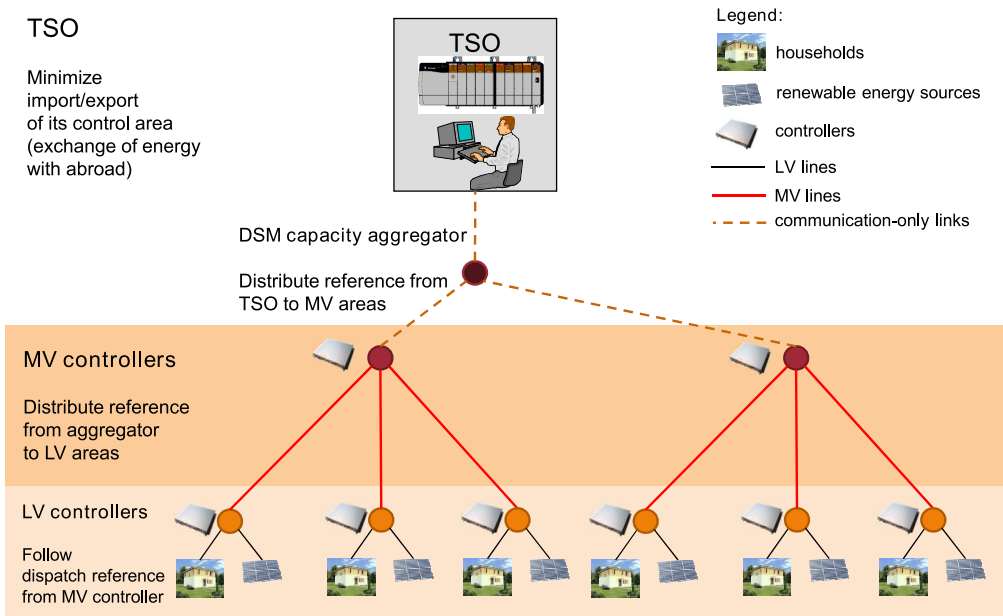 TSO
Minimize
import/export
of its control area
(exchange of energy
with abroad)
TSO
Legend:
households
renewable energy sources
controllers
LV lines
MV lines
communication-only links
DSM capacity aggregator
Distribute reference from
TSO to MV areas
MV controllers
Distribute reference
from aggregator
to LV areas
LV controllers
Follow
dispatch reference
from MV controller